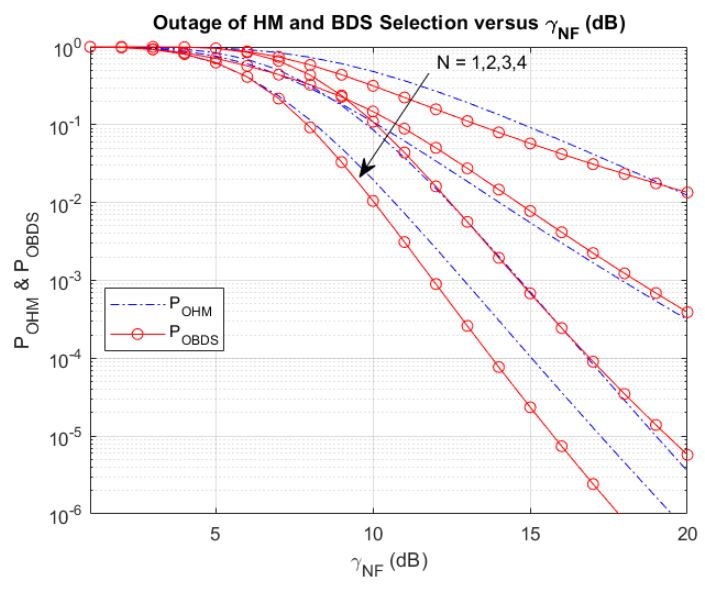 Outage of HM and BDS Selection versus γNF (dB)
N = 1,2,3,4
POHM & POBDS
10^0
10^-1
10^-2
10^-3
10^-4
10^-5
10^-6
POHM
POBDS
5
10
15
20
γNF (dB)